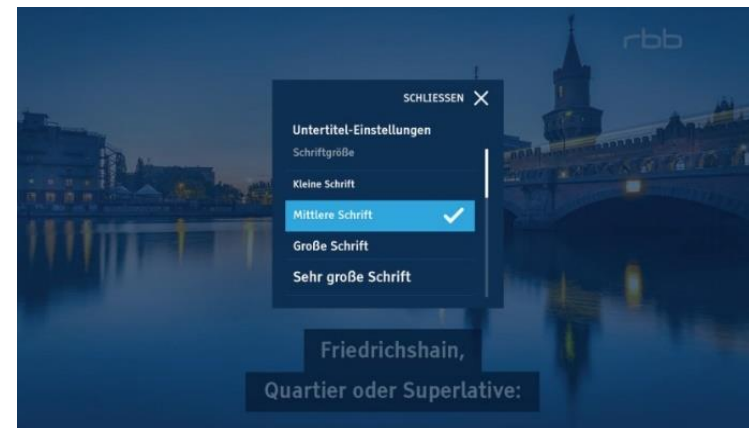 rbb
SCHLIESSEN
Untertitel-Einstellungen
Schriftgröße
Kleine Schrift
Mittlere Schrift
Große Schrift
Sehr große Schrift
Friedrichshain,
Quartier oder Superlative: